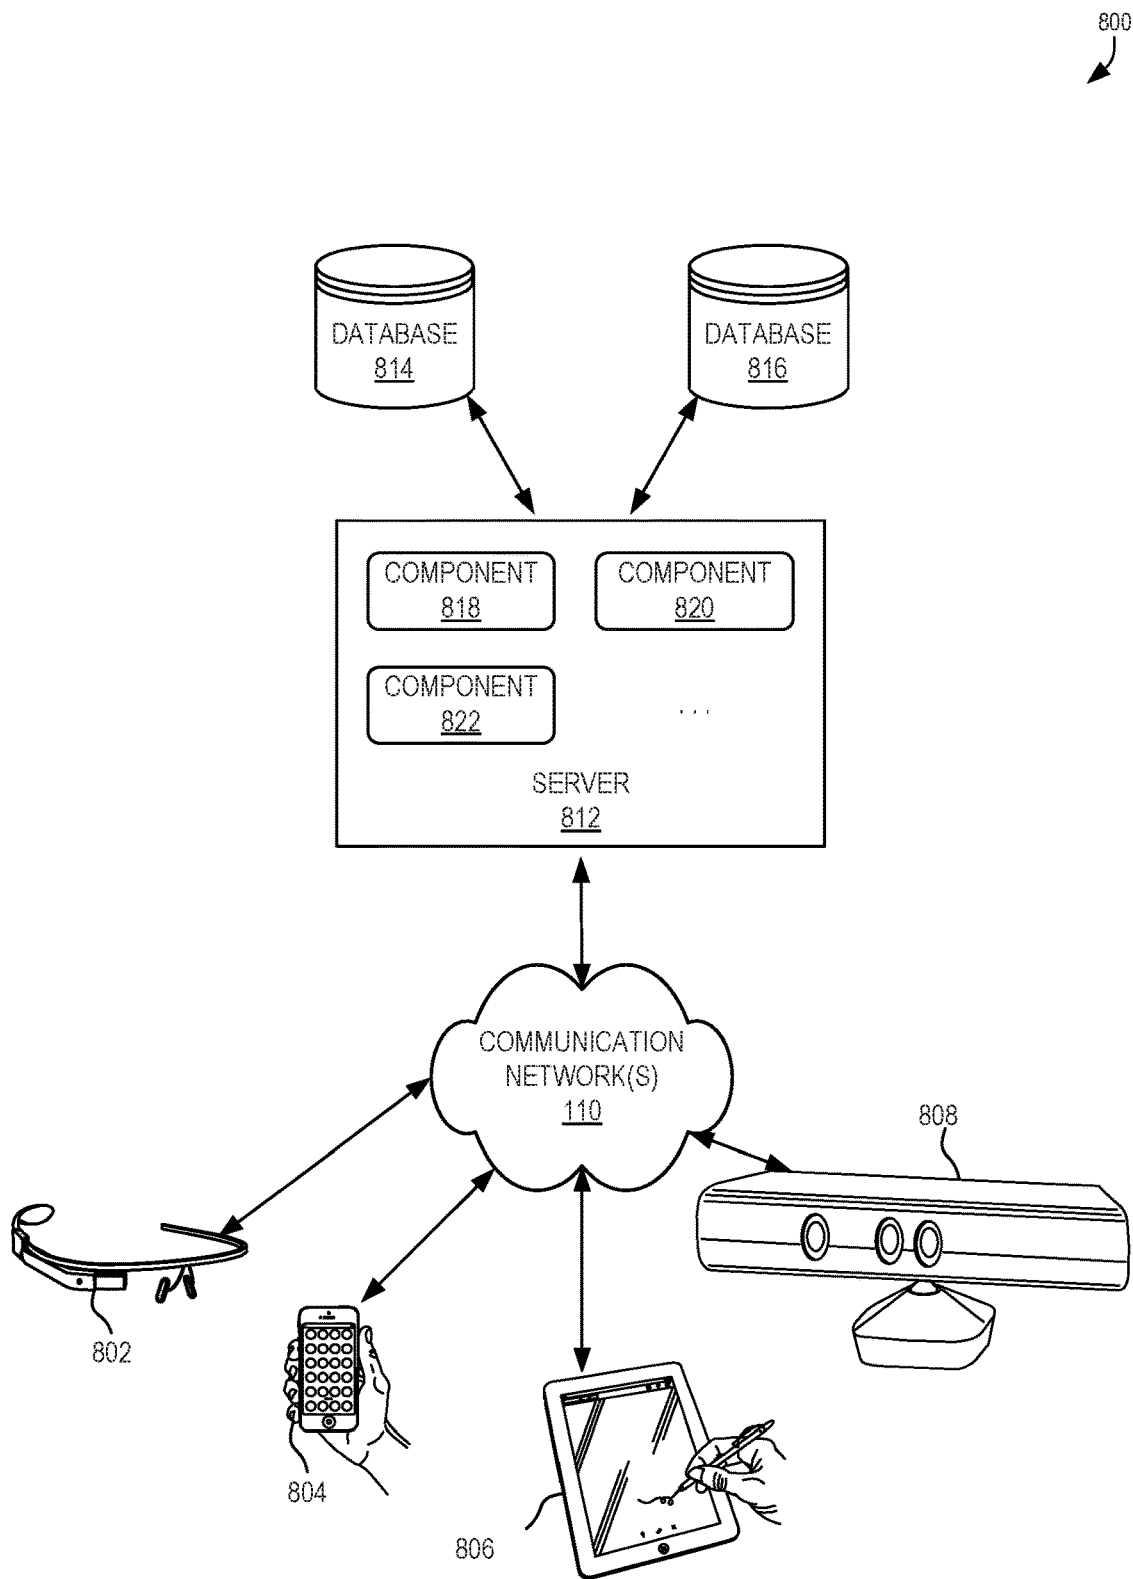 800
DATABASE
814
DATABASE
816
COMPONENT
818
COMPONENT
820
COMPONENT
822
. . .
SERVER
812
COMMUNICATION
NETWORK(S)
110
808
802
804
806